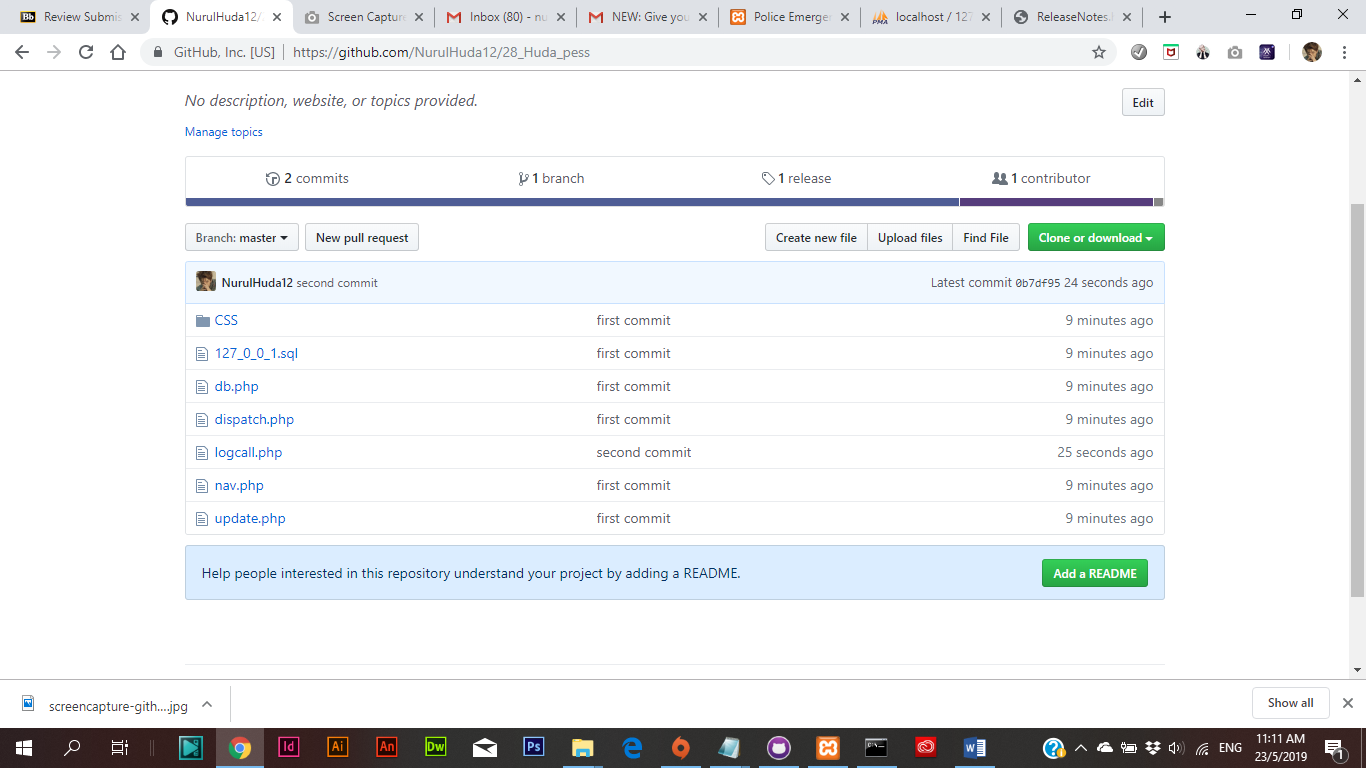 Review Submis
NurulHuda12/
Screen Capture
Inbox (80) - nu
NEW: Give you
Police Emerger
localhost / 127
ReleaseNotes.
GitHub, Inc. [US] | https://github.com/NurulHuda12/28_Huda_pess
No description, website, or topics provided.
Edit
Manage topics
2 commits
1 branch
1 release
1 contributor
Branch: master
New pull request
Create new file
Upload files
Find File
Clone or download
NurulHuda12 second commit
Latest commit 0b7df95 24 seconds ago
CSS first commit 9 minutes ago
127_0_0_1.sql first commit 9 minutes ago
db.php first commit 9 minutes ago
dispatch.php first commit 9 minutes ago
logcall.php second commit 25 seconds ago
nav.php first commit 9 minutes ago
update.php first commit 9 minutes ago
Help people interested in this repository understand your project by adding a README.
Add a README
screencapture-gith....jpg
Show all
Id
Ai
An
Dw
Ps
ENG
11:11 AM
23/5/2019
1